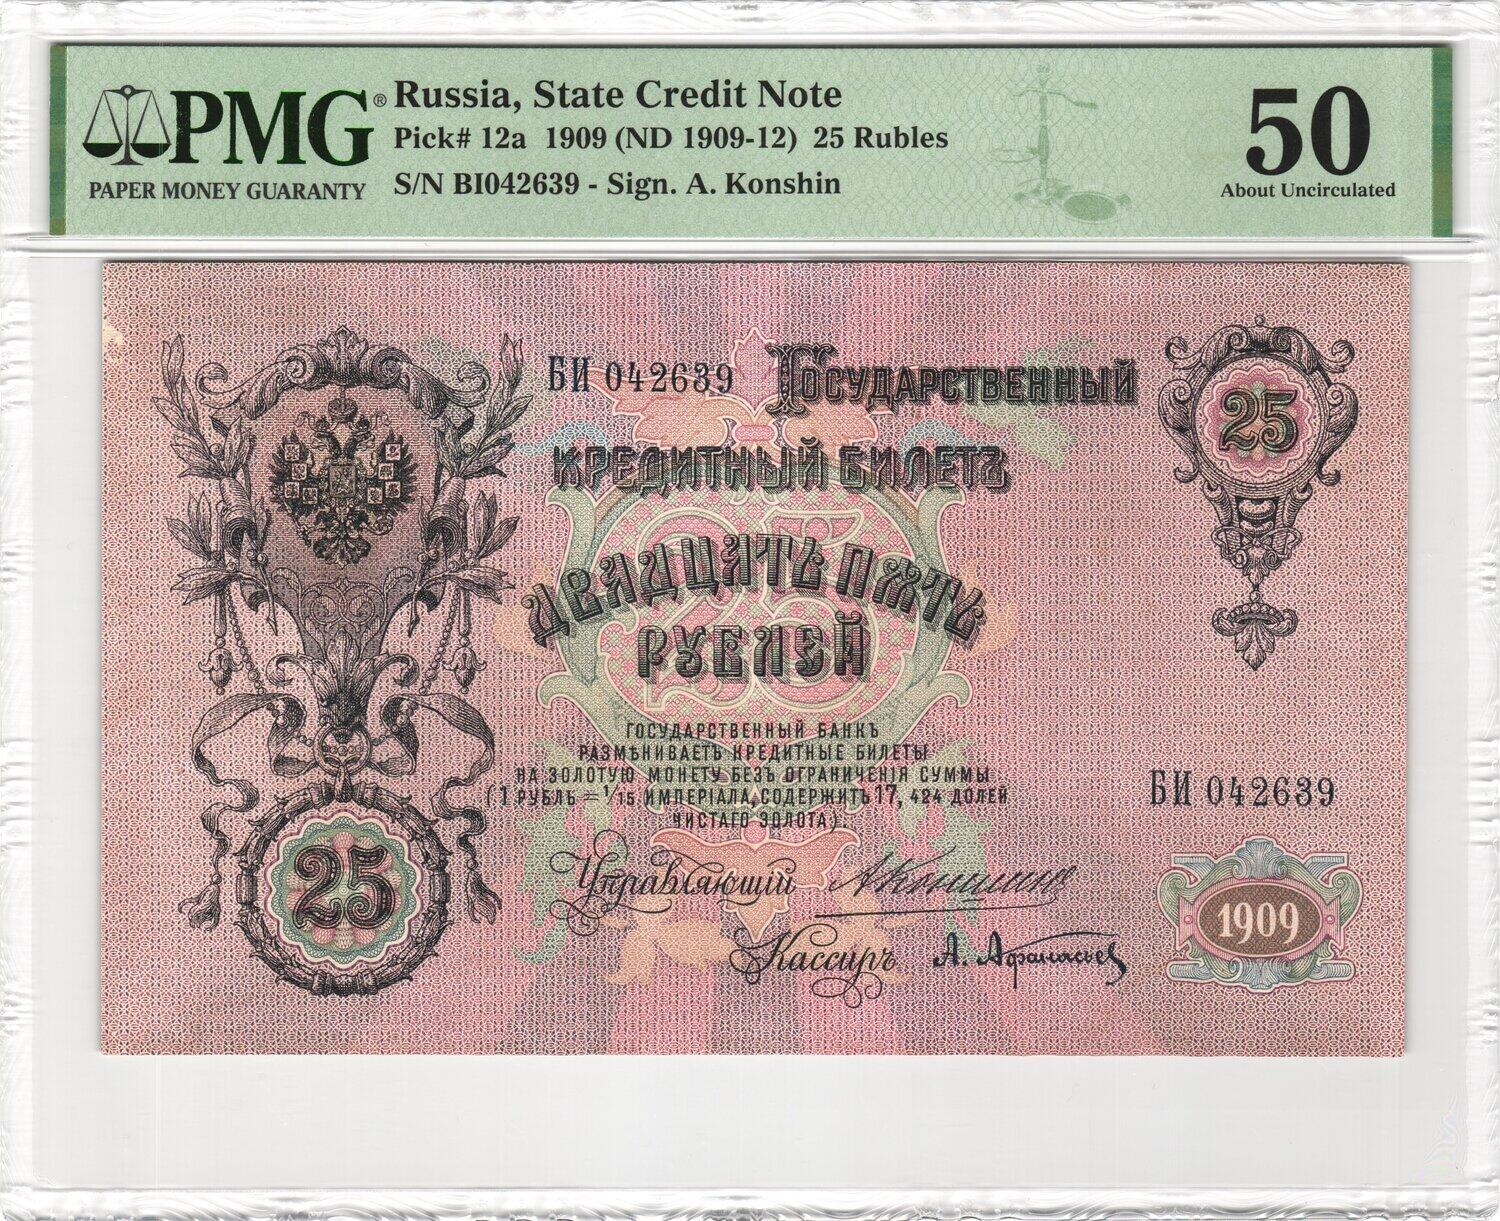 PMG®
PAPER MONEY GUARANTY
Russia, State Credit Note
Pick# 12a 1909 (ND 1909-12) 25 Rubles
S/N BI042639 - Sign. A. Konshin
50
About Uncirculated
БИ 042639
Государственный
кредитный билетъ
25
25
Двадцать пять
рублей
ГОСУДАРСТВЕННЫЙ БАНКЪ
РАЗМѢНИВАЕТЪ КРЕДИТНЫЕ БИЛЕТЫ
НА ЗОЛОТУЮ МОНЕТУ БЕЗЪ ОГРАНИЧЕНІЯ СУММЫ
(1 РУБЛЬ = 1/15 ИМПЕРІАЛА, СОДЕРЖИТЪ 17, 424 ДОЛЕЙ
ЧИСТАГО ЗОЛОТА).
БИ 042639
25
Управляющій АКоншинъ
Кассиръ А. Афанасьев
1909